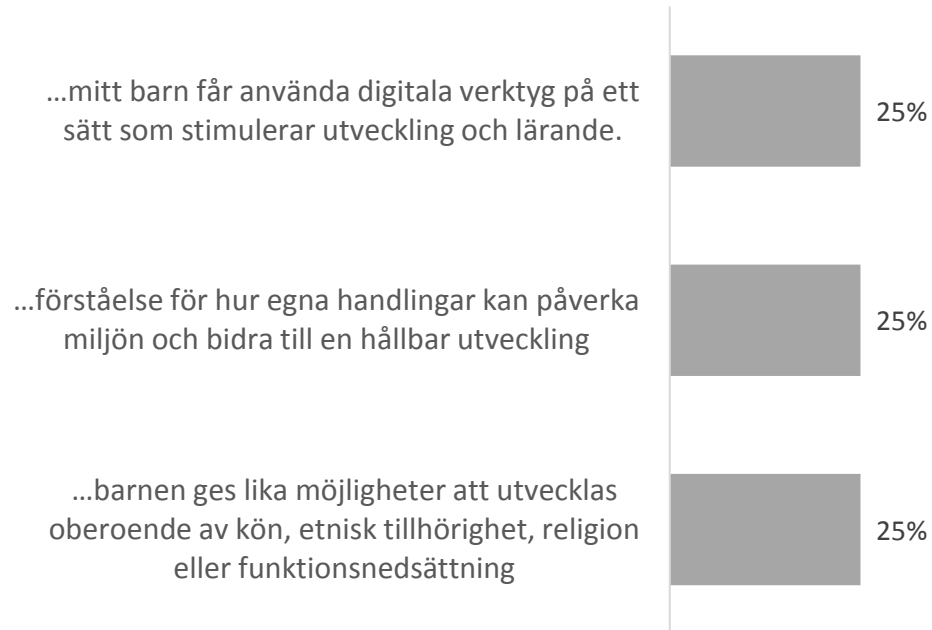 ...mitt barn får använda digitala verktyg på ett
sätt som stimulerar utveckling och lärande.
25%
...förståelse för hur egna handlingar kan påverka
miljön och bidra till en hållbar utveckling
25%
...barnen ges lika möjligheter att utvecklas
oberoende av kön, etnisk tillhörighet, religion
eller funktionsnedsättning
25%